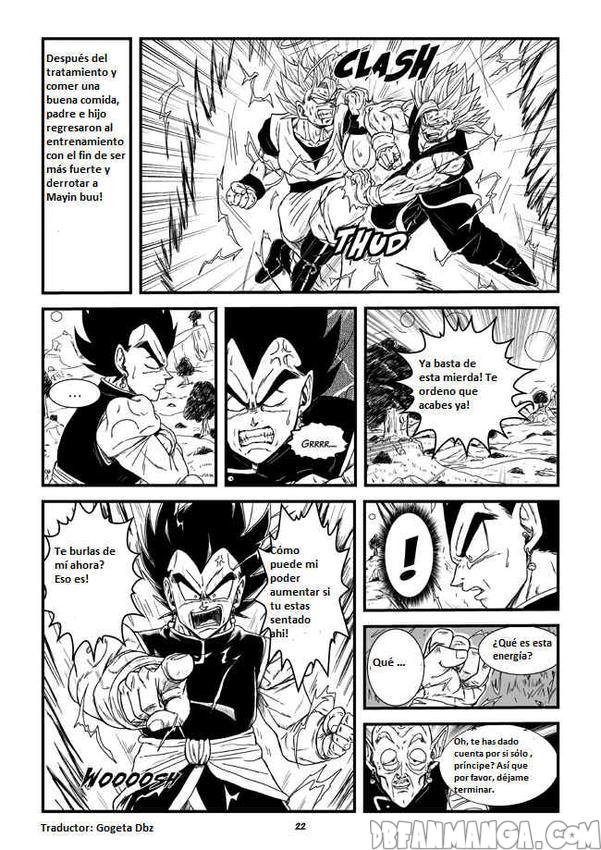 Después del
tratamiento y
comer una
buena comida,
padre e hijo
regresaron al
entrenamiento
con el fin de ser
más fuerte y
derrotar a
Mayin buu!
CLASH
THUD
...
GRRRR...
Ya basta de
esta mierda! Te
ordeno que
acabes ya!
Te burlas de
mí ahora?
Eso es!
Cómo
puede mi
poder
aumentar si
tu estas
sentado
ahi!
WOOOOSH
!
Qué ...
¿Qué es esta
energía?
Oh, te has dado
cuenta por si sólo ,
príncipe? Así que
por favor, déjame
terminar.
Traductor: Gogeta Dbz
22
DBFANMANGA.COM